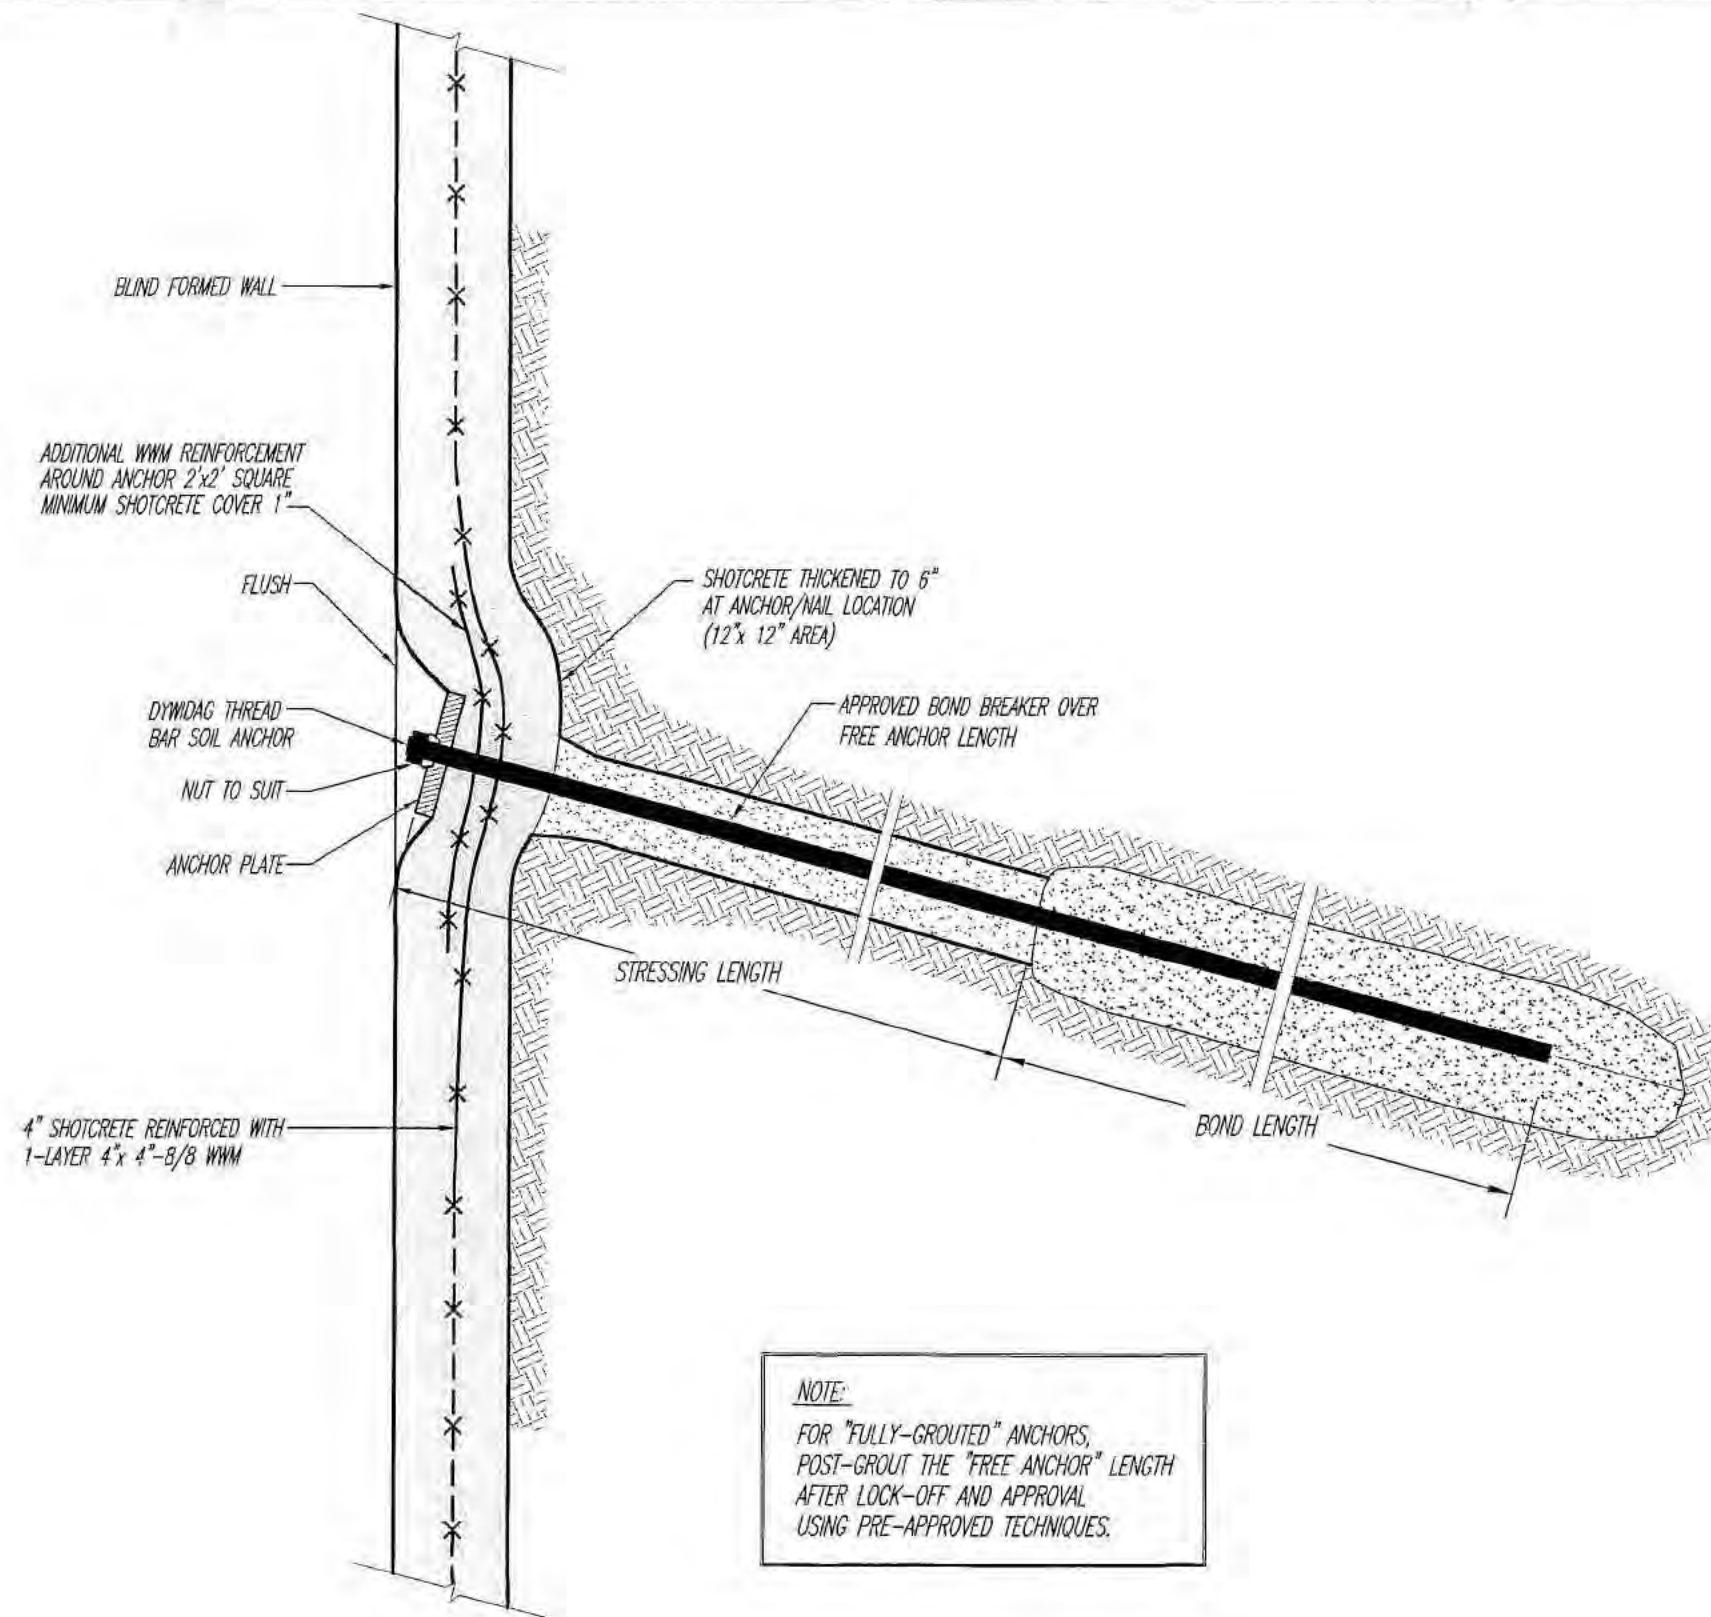 BLIND FORMED WALL
ADDITIONAL WWM REINFORCEMENT
AROUND ANCHOR 2'x2' SQUARE
MINIMUM SHOTCRETE COVER 1"
FLUSH
SHOTCRETE THICKENED TO 6"
AT ANCHOR/NAIL LOCATION
(12"x 12" AREA)
DYWIDAG THREAD
BAR SOIL ANCHOR
APPROVED BOND BREAKER OVER
FREE ANCHOR LENGTH
NUT TO SUIT
ANCHOR PLATE
STRESSING LENGTH
BOND LENGTH
4" SHOTCRETE REINFORCED WITH
1-LAYER 4"x 4"-8/8 WWM
NOTE:
FOR "FULLY-GROUTED" ANCHORS,
POST-GROUT THE "FREE ANCHOR" LENGTH
AFTER LOCK-OFF AND APPROVAL
USING PRE-APPROVED TECHNIQUES.